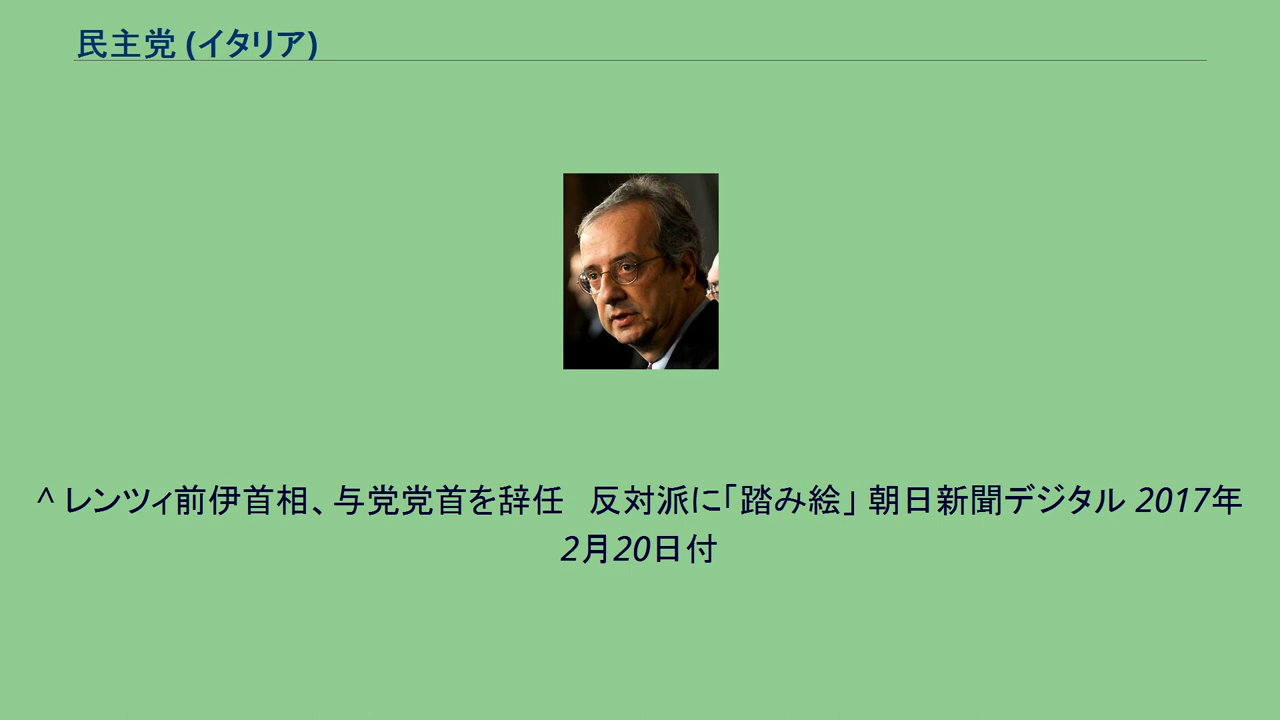 民主党 (イタリア)
^ レンツィ前伊首相、与党党首を辞任　反対派に「踏み絵」 朝日新聞デジタル 2017年
2月20日付